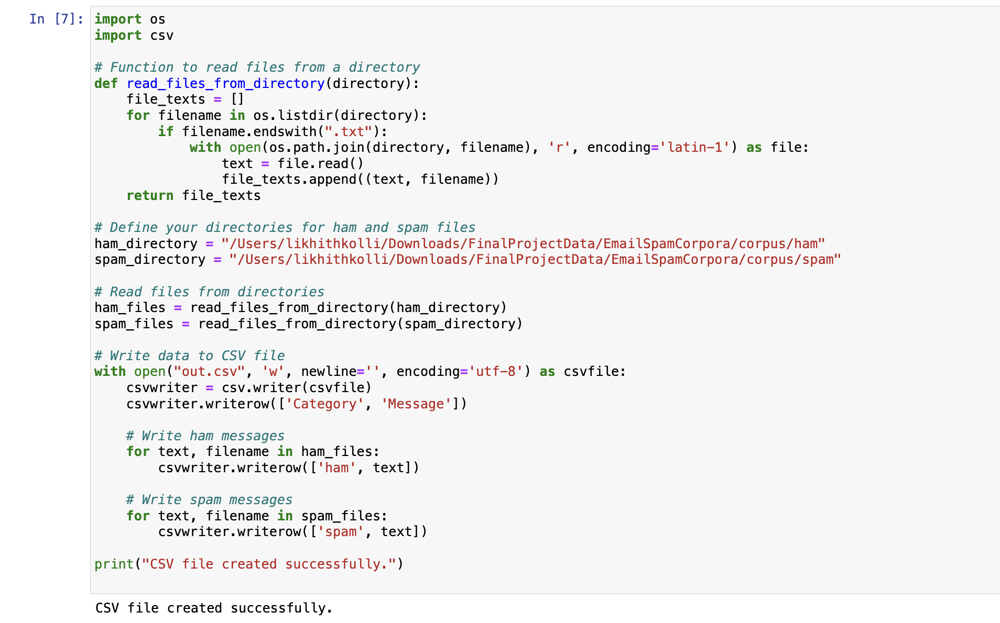 In [7]:
import os
import csv

# Function to read files from a directory
def read_files_from_directory(directory):
    file_texts = []
    for filename in os.listdir(directory):
        if filename.endswith(".txt"):
            with open(os.path.join(directory, filename), 'r', encoding='latin-1') as file:
                text = file.read()
                file_texts.append((text, filename))
    return file_texts

# Define your directories for ham and spam files
ham_directory = "/Users/likhithkolli/Downloads/FinalProjectData/EmailSpamCorpora/corpus/ham"
spam_directory = "/Users/likhithkolli/Downloads/FinalProjectData/EmailSpamCorpora/corpus/spam"

# Read files from directories
ham_files = read_files_from_directory(ham_directory)
spam_files = read_files_from_directory(spam_directory)

# Write data to CSV file
with open("out.csv", 'w', newline='', encoding='utf-8') as csvfile:
    csvwriter = csv.writer(csvfile)
    csvwriter.writerow(['Category', 'Message'])

    # Write ham messages
    for text, filename in ham_files:
        csvwriter.writerow(['ham', text])

    # Write spam messages
    for text, filename in spam_files:
        csvwriter.writerow(['spam', text])

print("CSV file created successfully.")

CSV file created successfully.